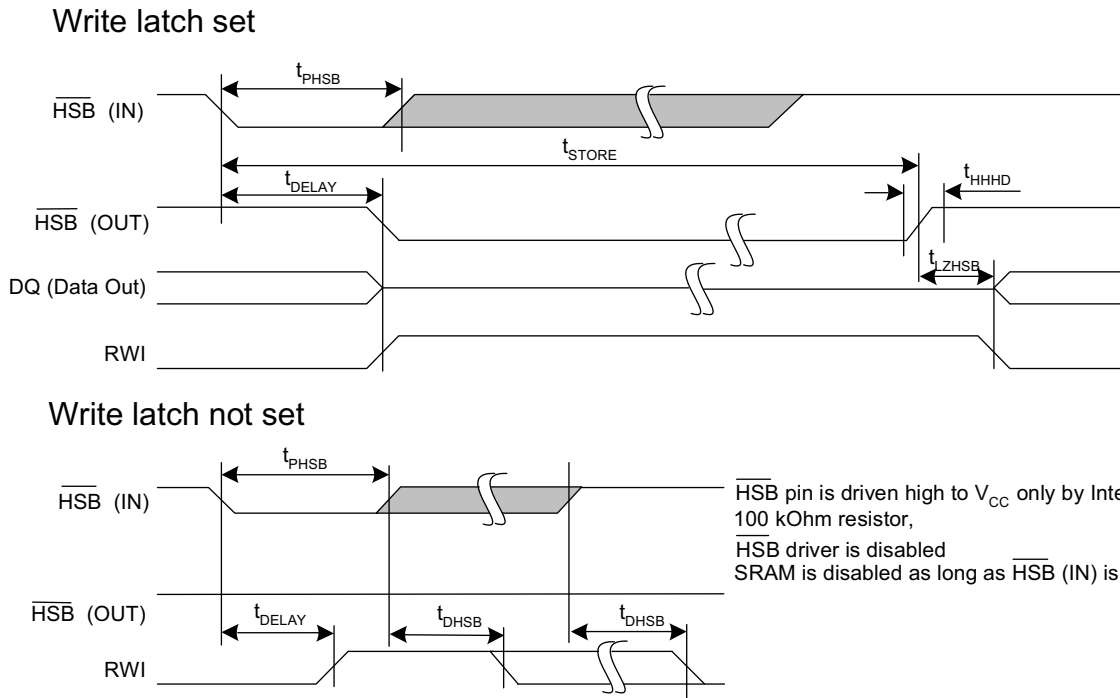 Write latch set
tPHSB
HSB (IN)
tSTORE
tHHHD
tDELAY
HSB (OUT)
tLZHSB
DQ (Data Out)
RWI
Write latch not set
tPHSB
HSB (IN)
HSB pin is driven high to VCC only by
100 kOhm resistor,
HSB driver is disabled
SRAM is disabled as long as HSB (IN) is
HSB (OUT)
tDELAY
tDHSB
tDHSB
RWI